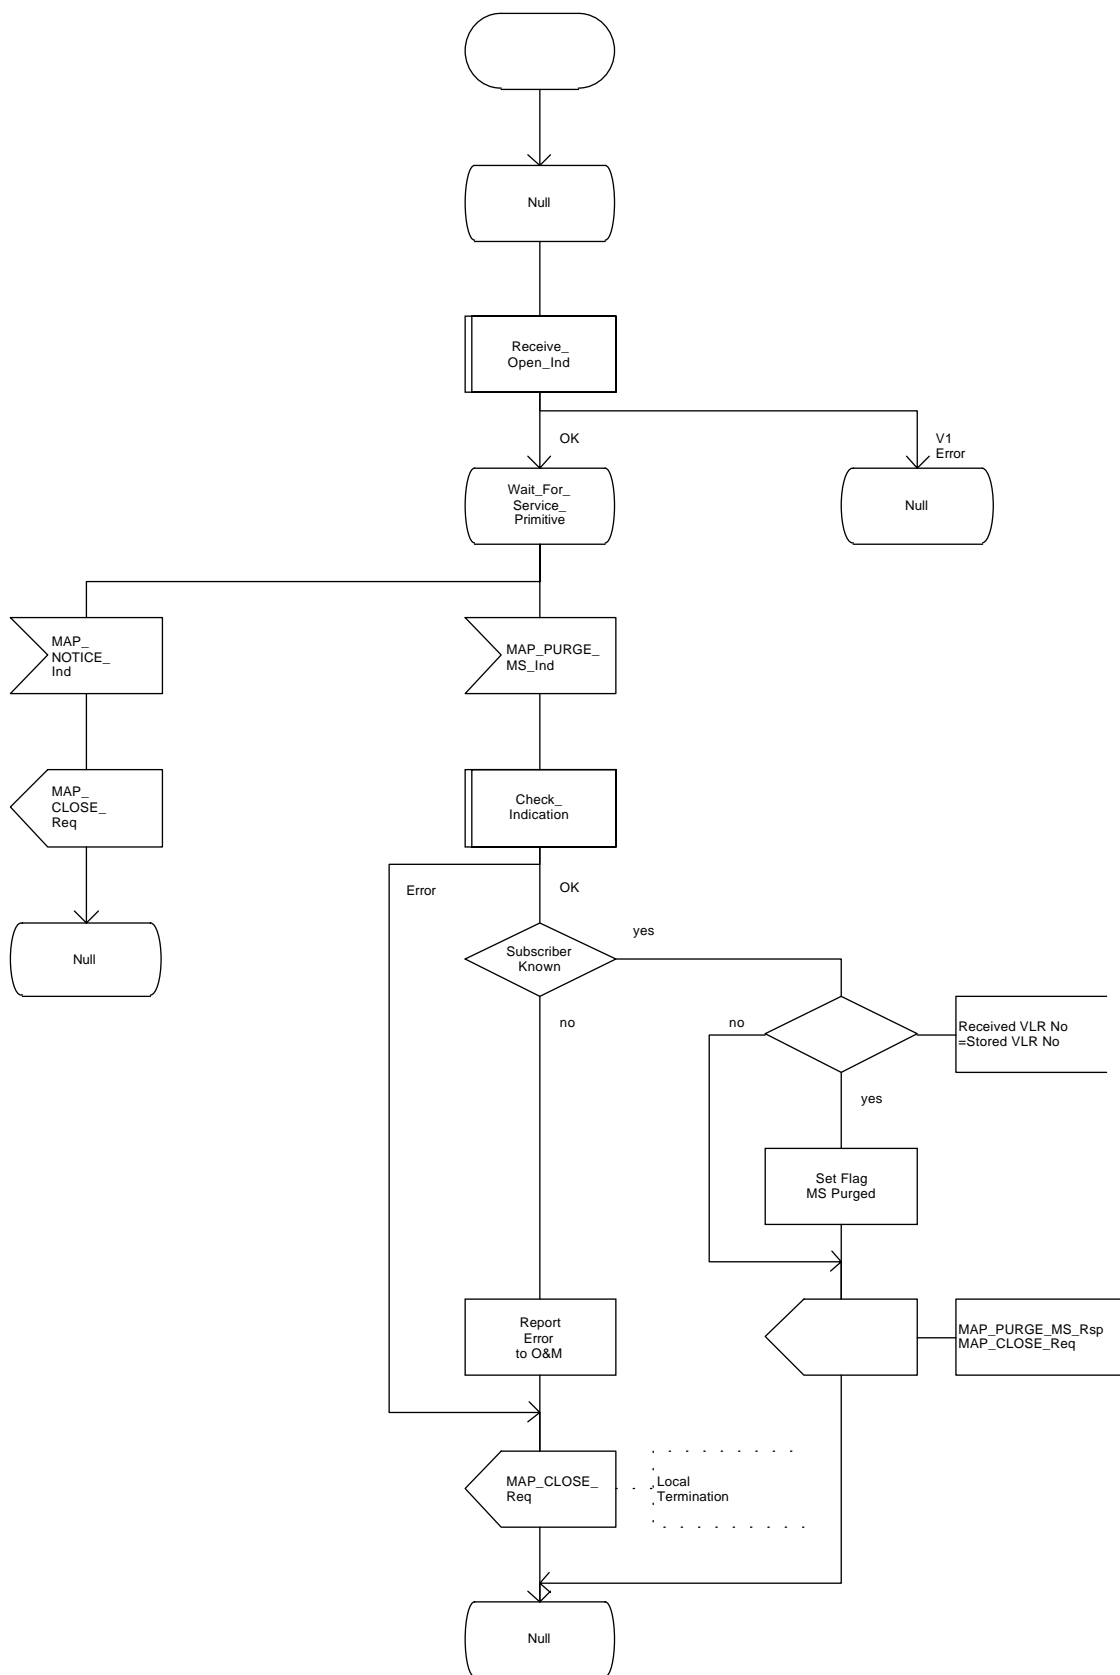 Null
Receive_
Open_Ind
OK
V1
Error
Wait_For_
Service_
Primitive
Null
MAP_
NOTICE_
Ind
MAP_PURGE_
MS_Ind
MAP_
CLOSE_
Req
Check_
Indication
Error
OK
Null
Subscriber
Known
yes
no
no
Received VLR No
=Stored VLR No
yes
Set Flag
MS Purged
Report
Error
to O&M
MAP_PURGE_MS_Rsp
MAP_CLOSE_Req
MAP_CLOSE_
Req
Local
Termination
Null